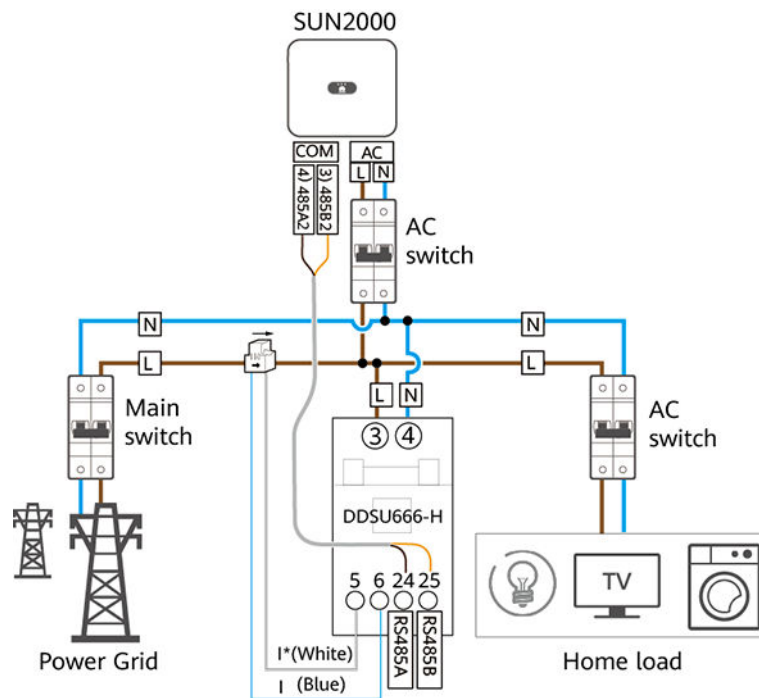 SUN2000
COM
AC
L
N
4) 485A2
3) 485B2
AC
switch
N
N
L
L
Main
switch
L
N
AC
switch
3
4
DDSU666-H
TV
5
6
24
25
RS485A
RS485B
I*(White)
I (Blue)
Power Grid
Home load